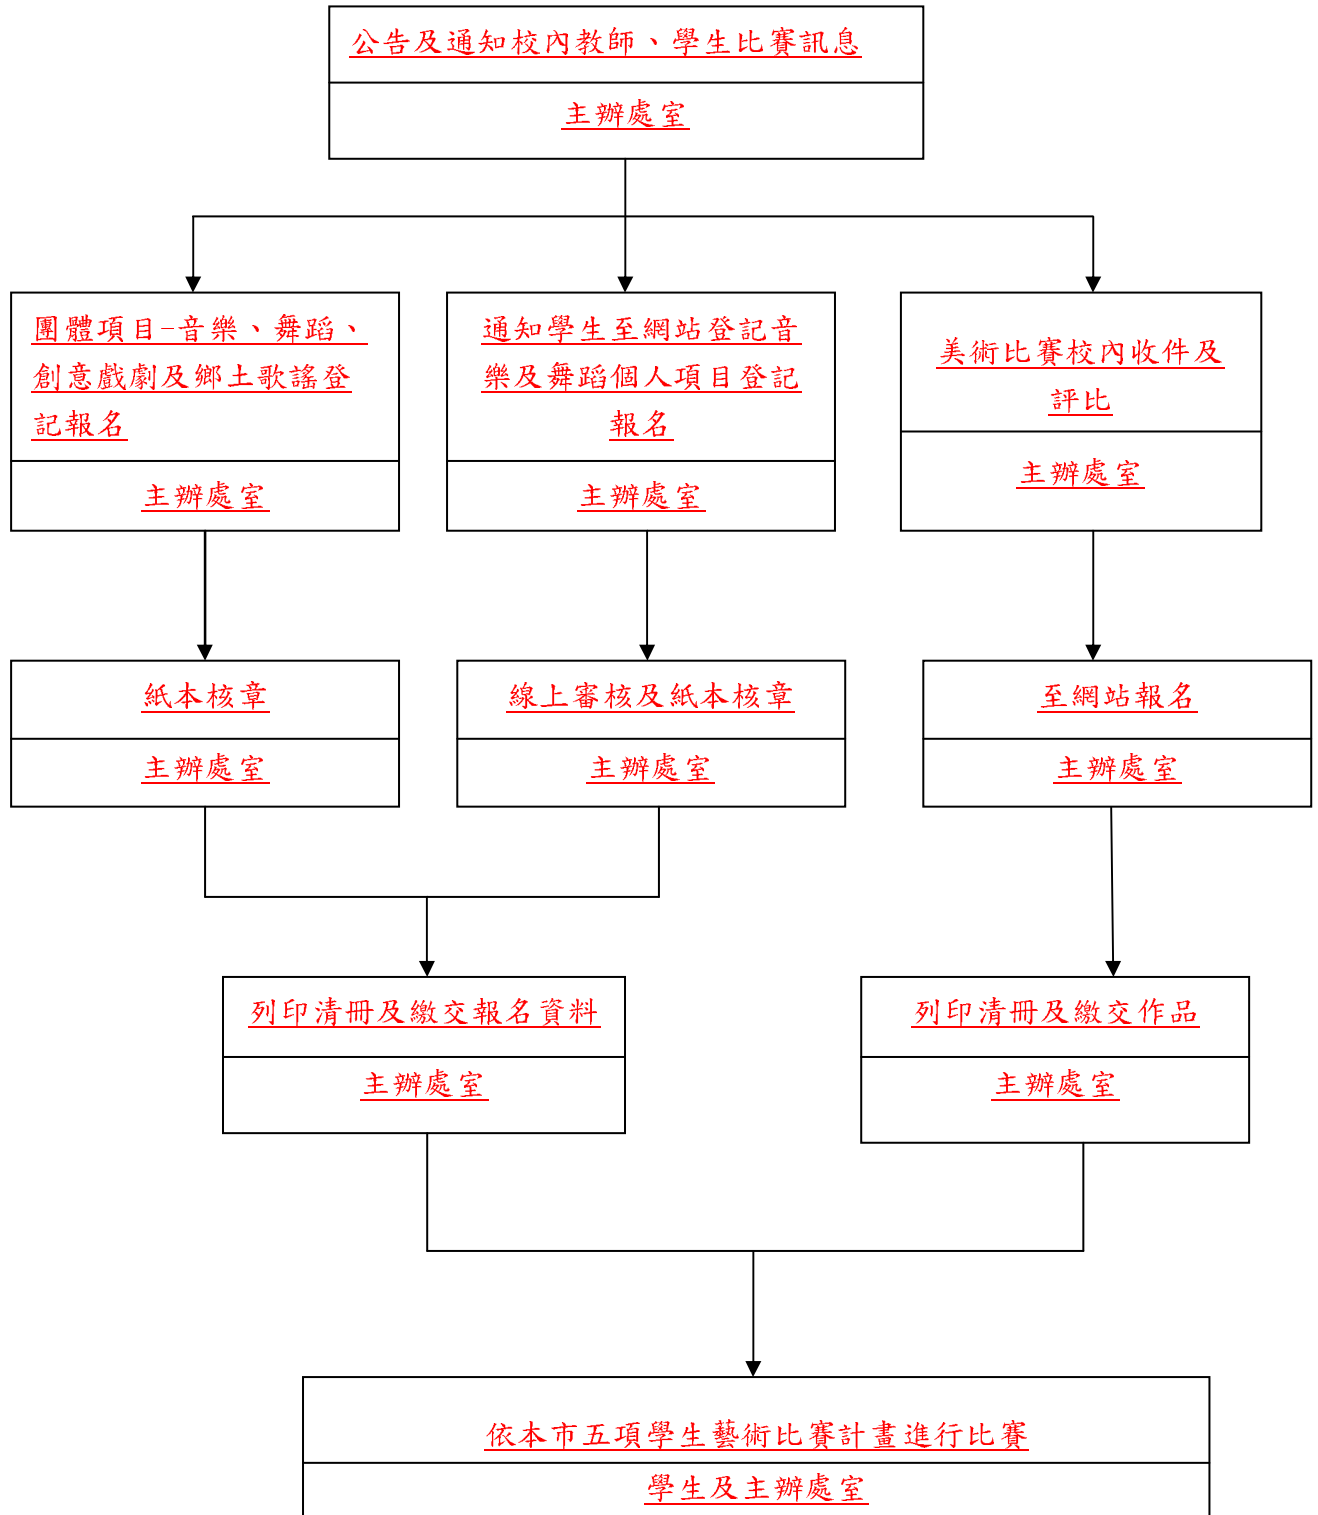 公告及通知校內教師、學生比賽訊息
主辦處室
團體項目-音樂、舞蹈、
創意戲劇及鄉土歌謠登
記報名
主辦處室
通知學生至網站登記音
樂及舞蹈個人項目登記
報名
主辦處室
美術比賽校內收件及
評比
主辦處室
紙本核章
主辦處室
線上審核及紙本核章
主辦處室
至網站報名
主辦處室
列印清冊及繳交報名資料
主辦處室
列印清冊及繳交作品
主辦處室
依本市五項學生藝術比賽計畫進行比賽
學生及主辦處室